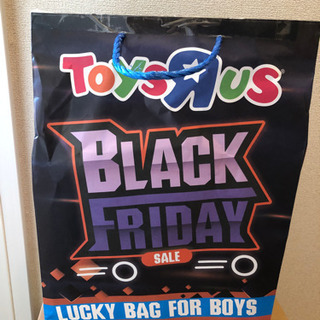 TOYSRUS
BLACK
FRIDAY
SALE
LUCKY BAG FOR BOYS